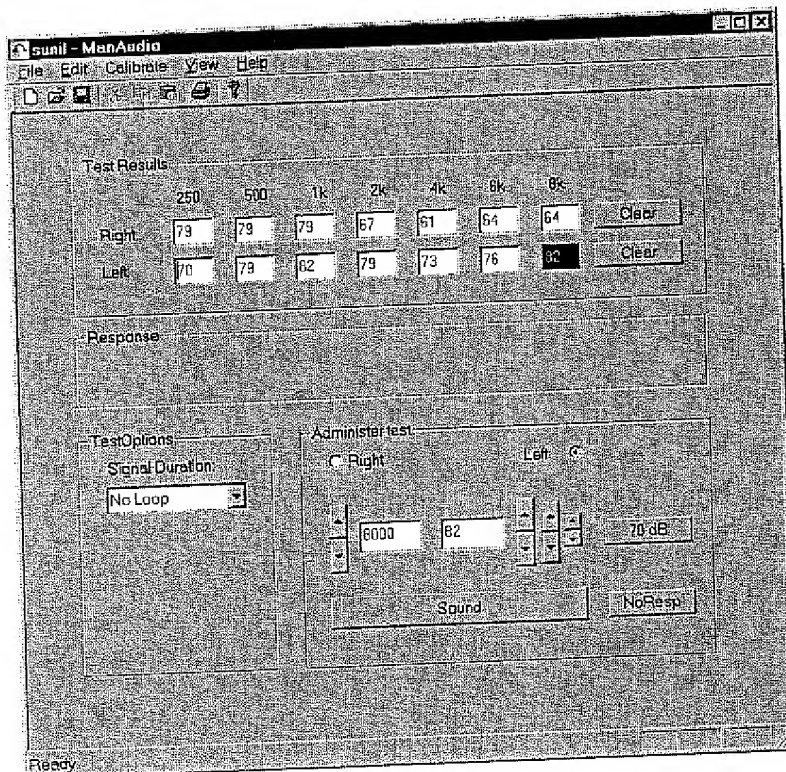 sunil - ManAudio
File Edit Calibrate View Help
Test Results
250 500 1k 2k 4k 6k 8k
Right: 79 79 79 67 61 64 64 Clear
Left: 70 79 82 79 73 76 82 Clear
Response
TestOptions
Signal Duration:
No Loop
Administer test
Right Left
8000 82 70 dB
Sound NoResp
Ready